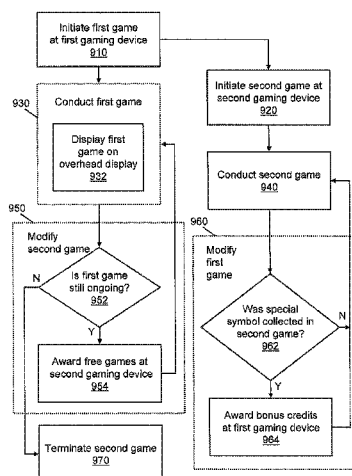 Initiate first game
at first gaming device
910
930
Conduct first game
Display first
game on
overhead display
932
Initiate second game at
second gaming device
920
Conduct second game
940
950
Modify
second game
N
Is first game
still ongoing?
952
Y
Award free games at
second gaming device
954
Terminate second game
970
960
Modify
first
game
Was special
symbol collected in
second game?
962
N
Y
Award bonus credits
at first gaming device
964